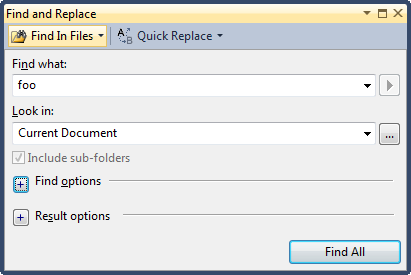 Find and Replace
Find In Files Quick Replace
Find what:
foo
Look in:
Current Document
...
Include sub-folders
Find options
Result options
Find All